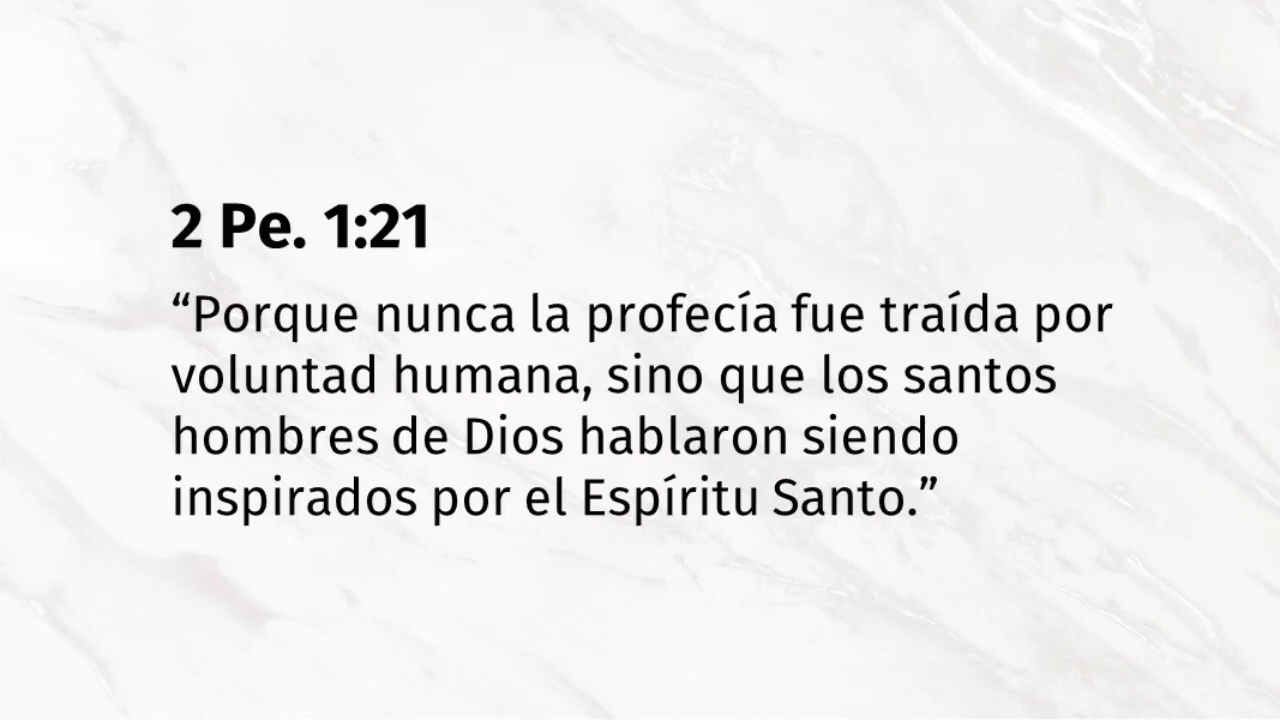 2 Pe. 1:21
“Porque nunca la profecía fue traída por
voluntad humana, sino que los santos
hombres de Dios hablaron siendo
inspirados por el Espíritu Santo.”